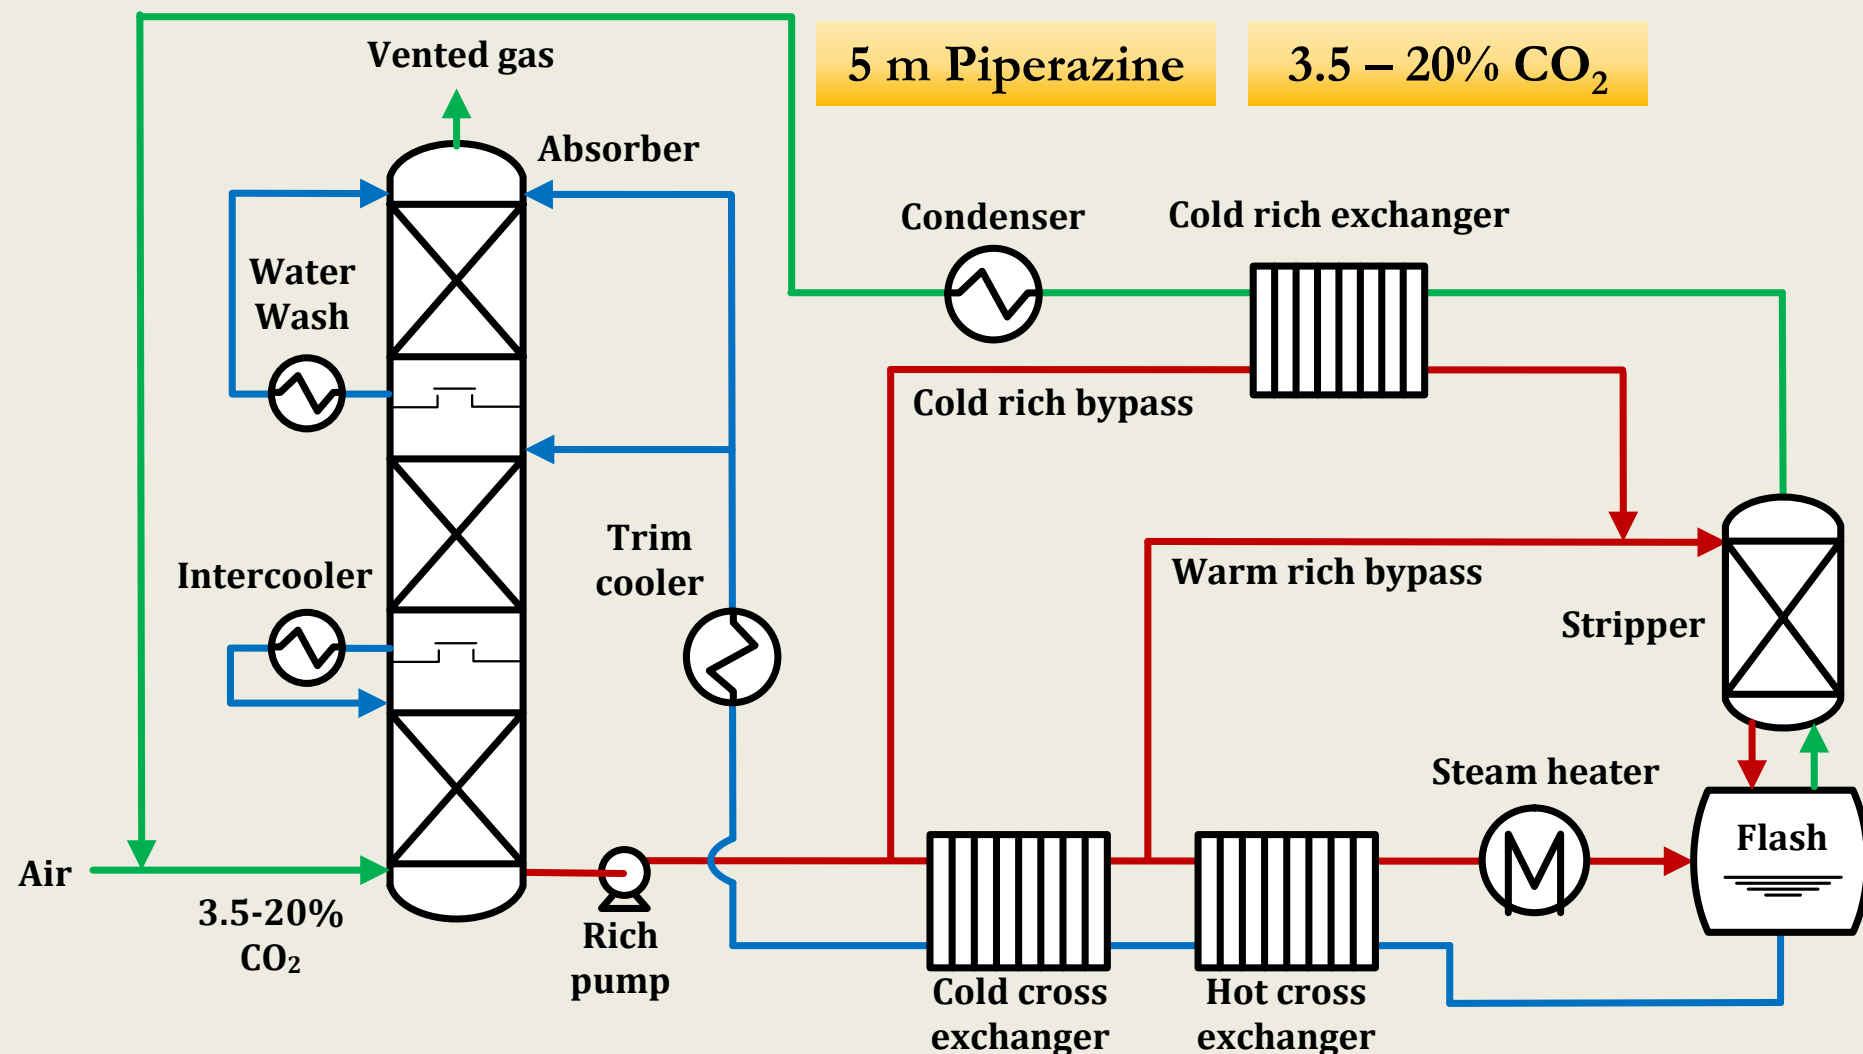 5 m Piperazine
3.5 – 20% CO₂
Vented gas
Absorber
Condenser
Cold rich exchanger
Water
Wash
Cold rich bypass
Trim
cooler
Intercooler
Warm rich bypass
Stripper
Steam heater
Flash
Air
3.5-20%
CO₂
Rich
pump
Cold cross
exchanger
Hot cross
exchanger